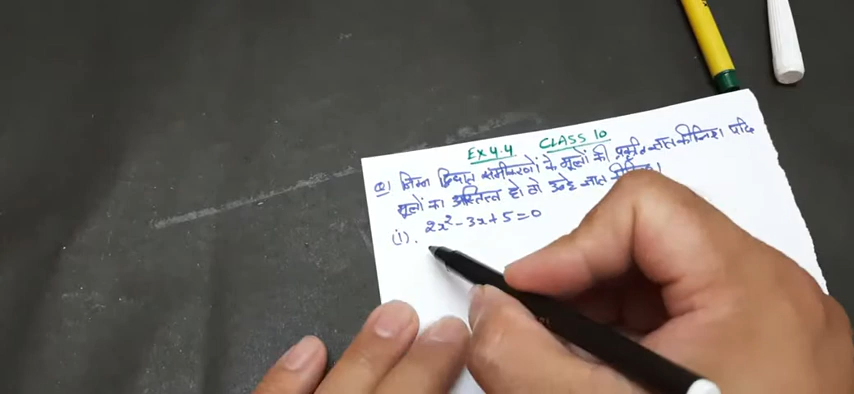 EX 4.4 CLASS 10
Q1 निम्न द्विघात समीकरणों के मूलों की प्रकृति ज्ञात कीजिए। यदि
मूलों का अस्तित्व हो तो उन्हें ज्ञात कीजिए।
(i). 2x² - 3x + 5 = 0